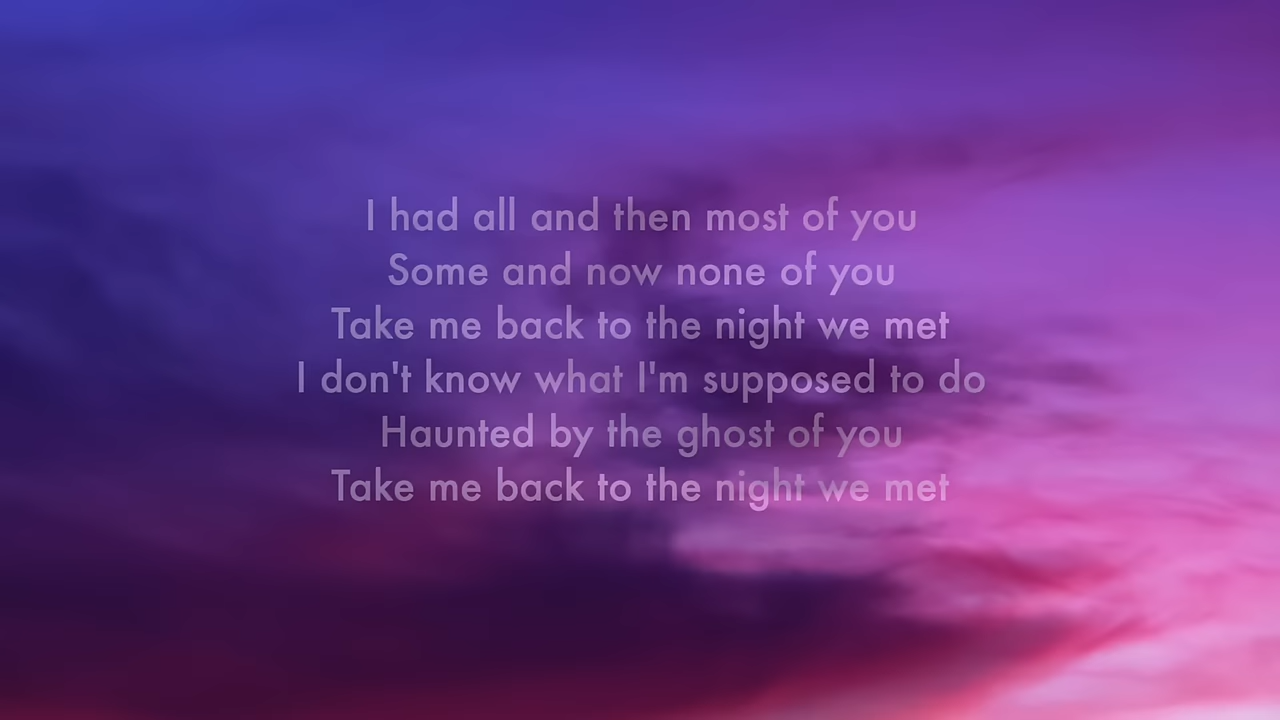 I had all and then most of you
Some and now none of you
Take me back to the night we met
I don't know what I'm supposed to do
Haunted by the ghost of you
Take me back to the night we met